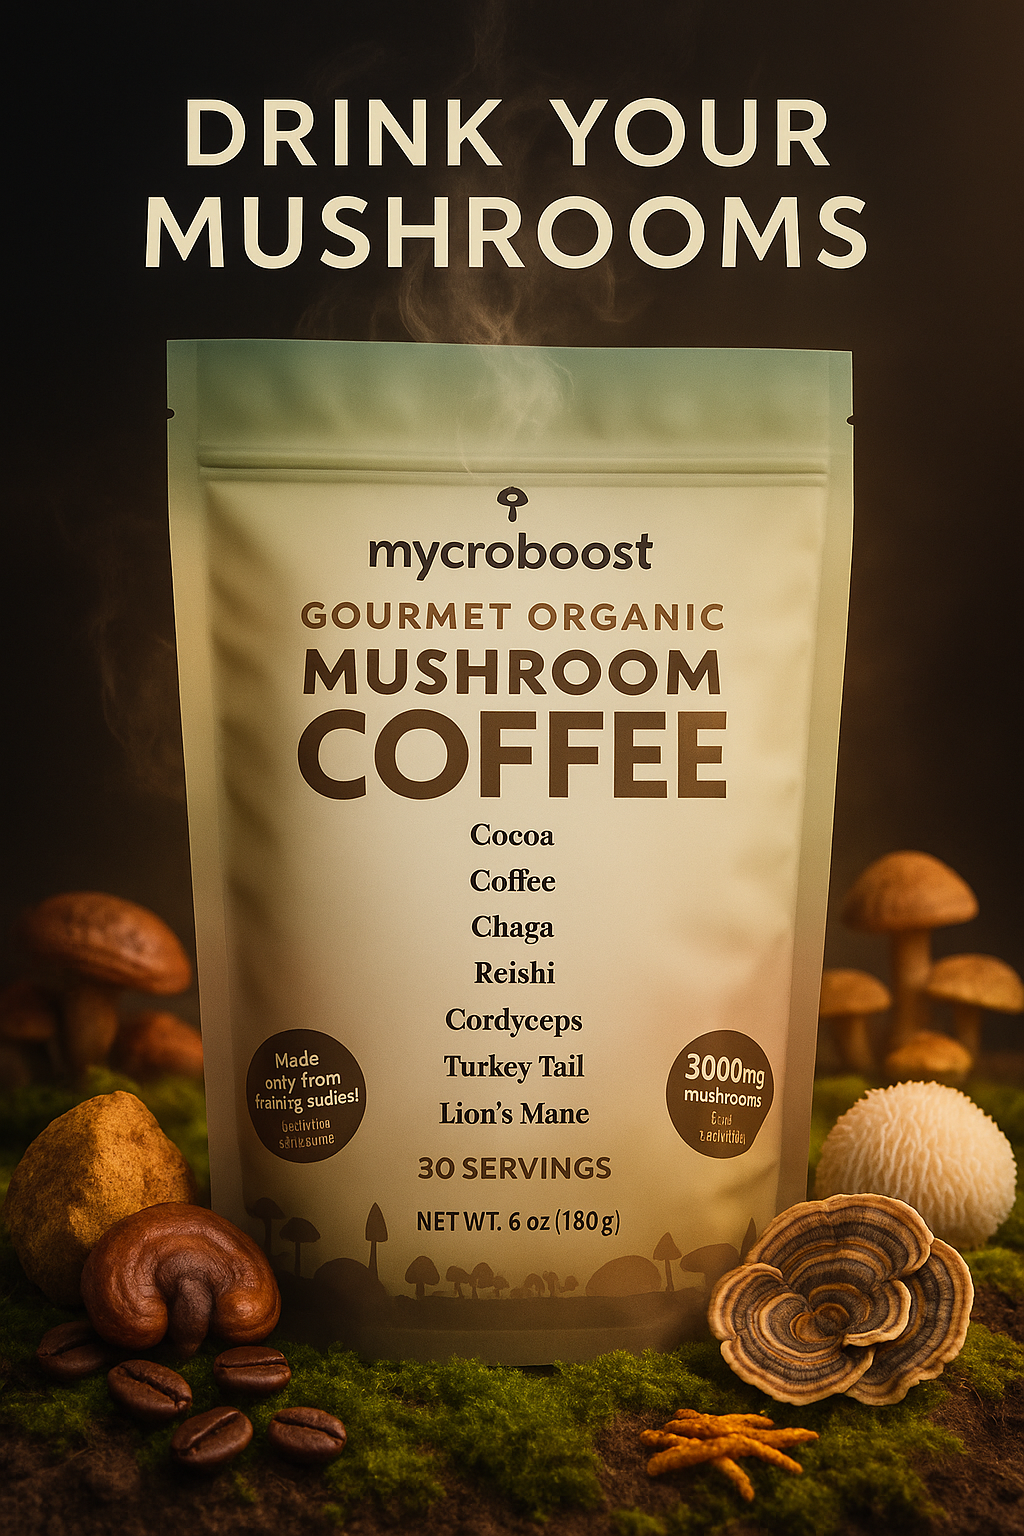 DRINK YOUR
MUSHROOMS
mycroboost
GOURMET ORGANIC
MUSHROOM
COFFEE
Cocoa
Coffee
Chaga
Reishi
Cordyceps
Turkey Tail
Lion's Mane
Made
onty from
sudies!
3000mg
mushrooms
30 SERVINGS
NET WT. 6 oz (180g)